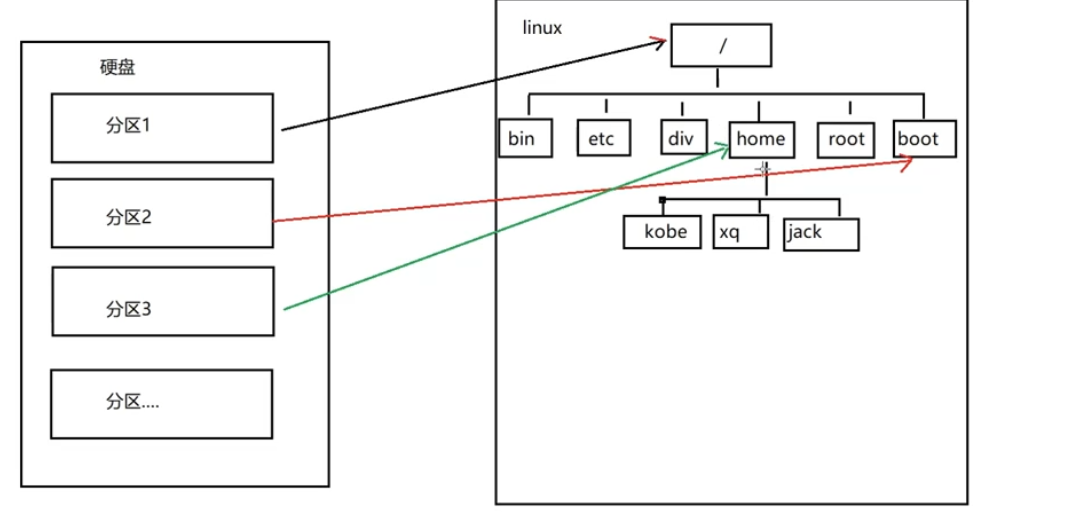 硬盘
分区1
分区2
分区3
分区....
linux
/
bin
etc
div
home
root
boot
kobe
xq
jack